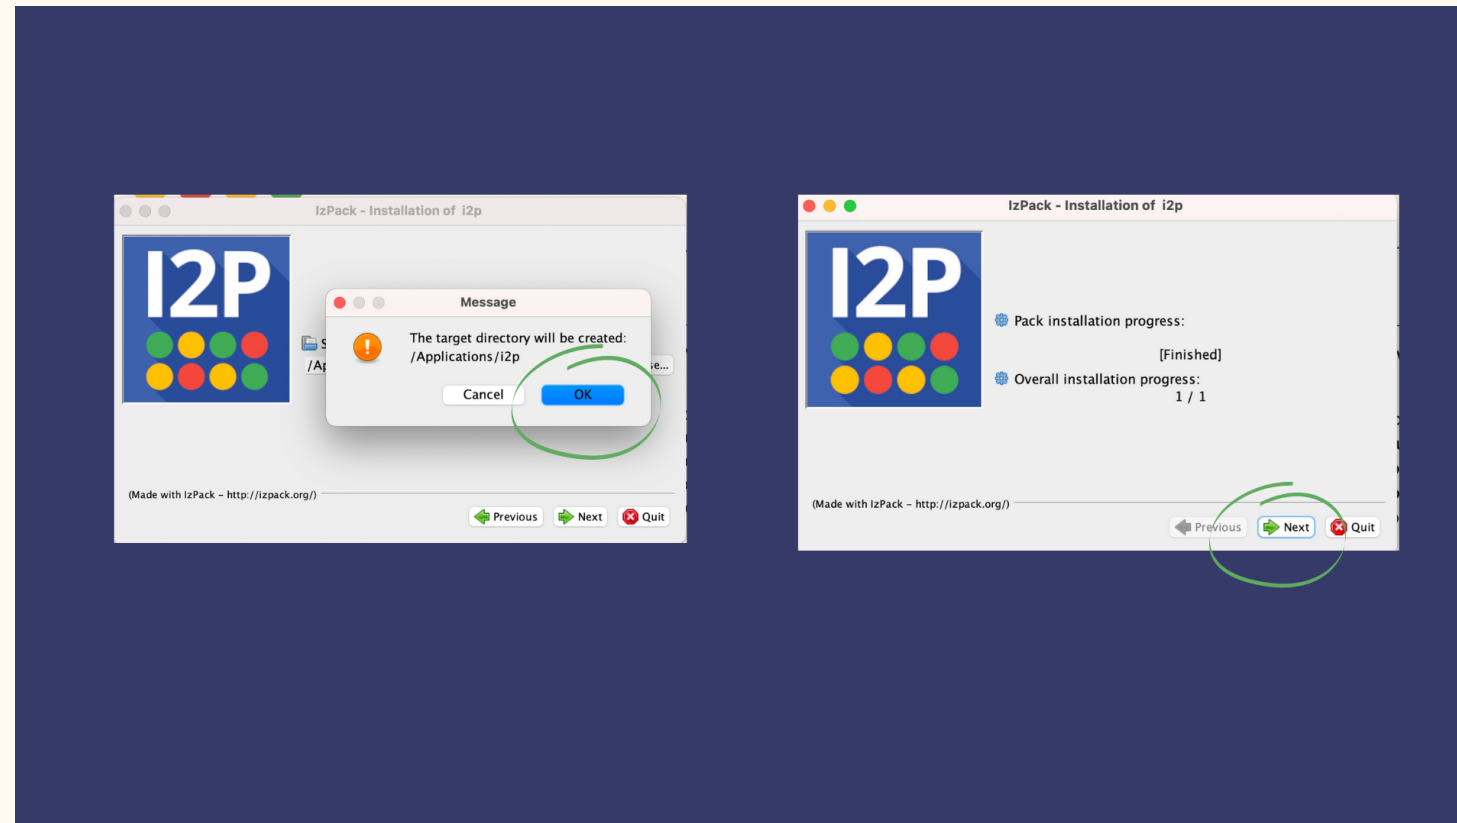 IzPack - Installation of i2p
I2P
Message
The target directory will be created:
/Applications/i2p
Cancel
OK
(Made with IzPack - http://izpack.org/)
Previous
Next
Quit
IzPack - Installation of i2p
I2P
Pack installation progress:
[Finished]
Overall installation progress:
1 / 1
(Made with IzPack - http://izpack.org/)
Previous
Next
Quit